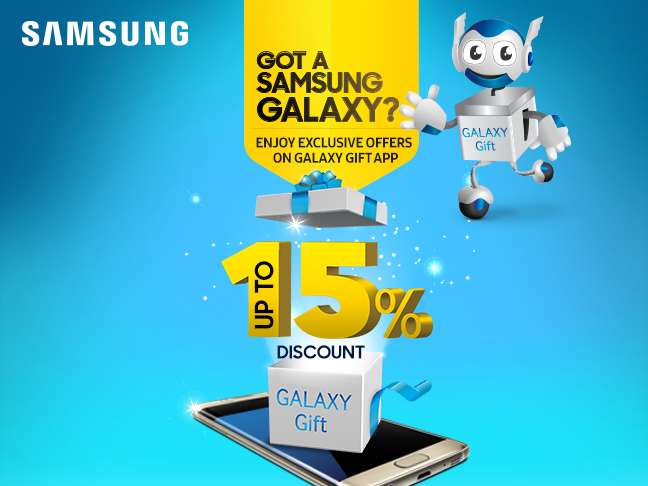 SAMSUNG
GOT A
SAMSUNG
GALAXY?
ENJOY EXCLUSIVE OFFERS
ON GALAXY GIFT APP
GALAXY
Gift
UP TO 15%
DISCOUNT
GALAXY
Gift